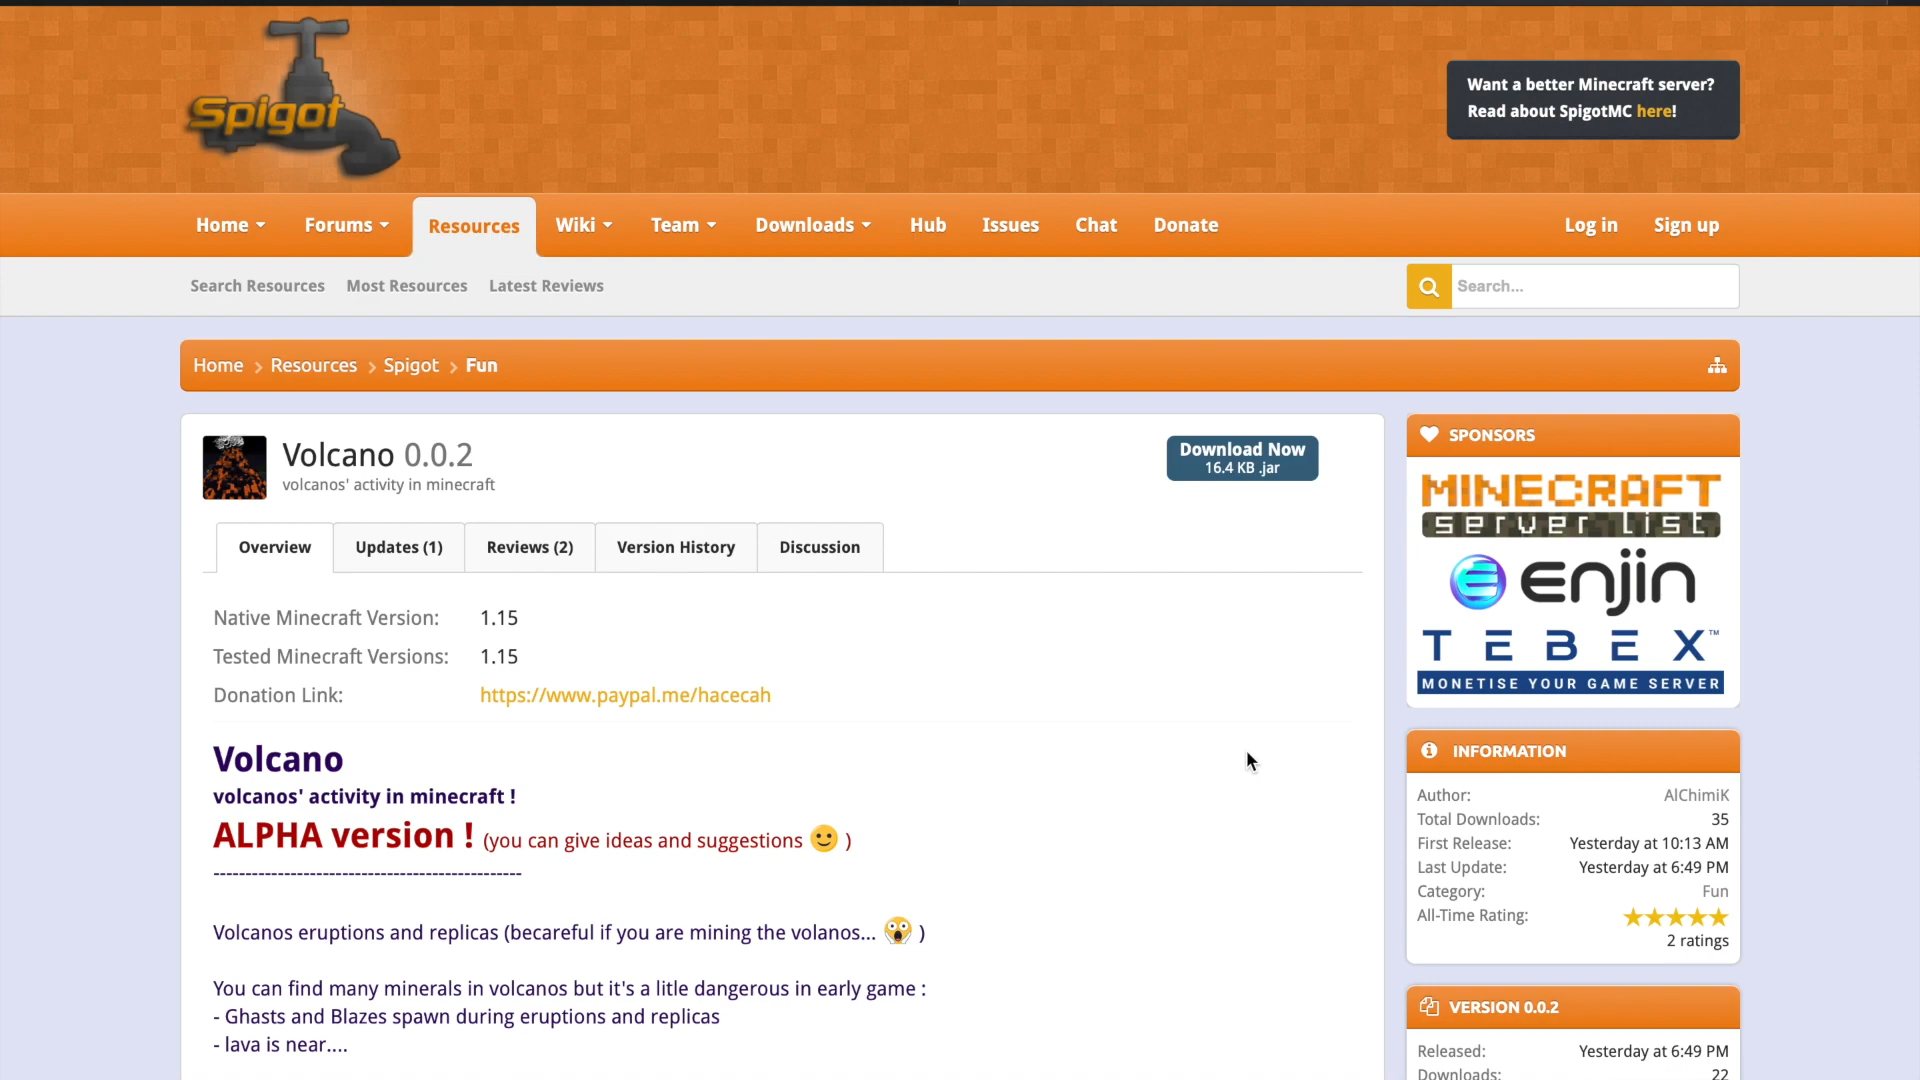 Spigot
Want a better Minecraft server?
Read about SpigotMC here!
Home Forums Resources Wiki Team Downloads Hub Issues Chat Donate Log in Sign up
Search Resources Most Resources Latest Reviews Search...
Home Resources Spigot Fun
Volcano 0.0.2
volcanos' activity in minecraft
Download Now
16.4 KB .jar
Overview Updates (1) Reviews (2) Version History Discussion
Native Minecraft Version: 1.15
Tested Minecraft Versions: 1.15
Donation Link: https://www.paypal.me/hacecah
Volcano
volcanos' activity in minecraft !
ALPHA version ! (you can give ideas and suggestions 🙂 )
------------------------------------------------
Volcanos eruptions and replicas (becareful if you are mining the volanos... 😱 )
You can find many minerals in volcanos but it's a litle dangerous in early game :
- Ghasts and Blazes spawn during eruptions and replicas
- lava is near....
SPONSORS
MINECRAFT
server list
enjin
TEBEX™
MONETISE YOUR GAME SERVER
INFORMATION
Author: AlChimiK
Total Downloads: 35
First Release: Yesterday at 10:13 AM
Last Update: Yesterday at 6:49 PM
Category: Fun
All-Time Rating:
2 ratings
VERSION 0.0.2
Released: Yesterday at 6:49 PM
Downloads: 22